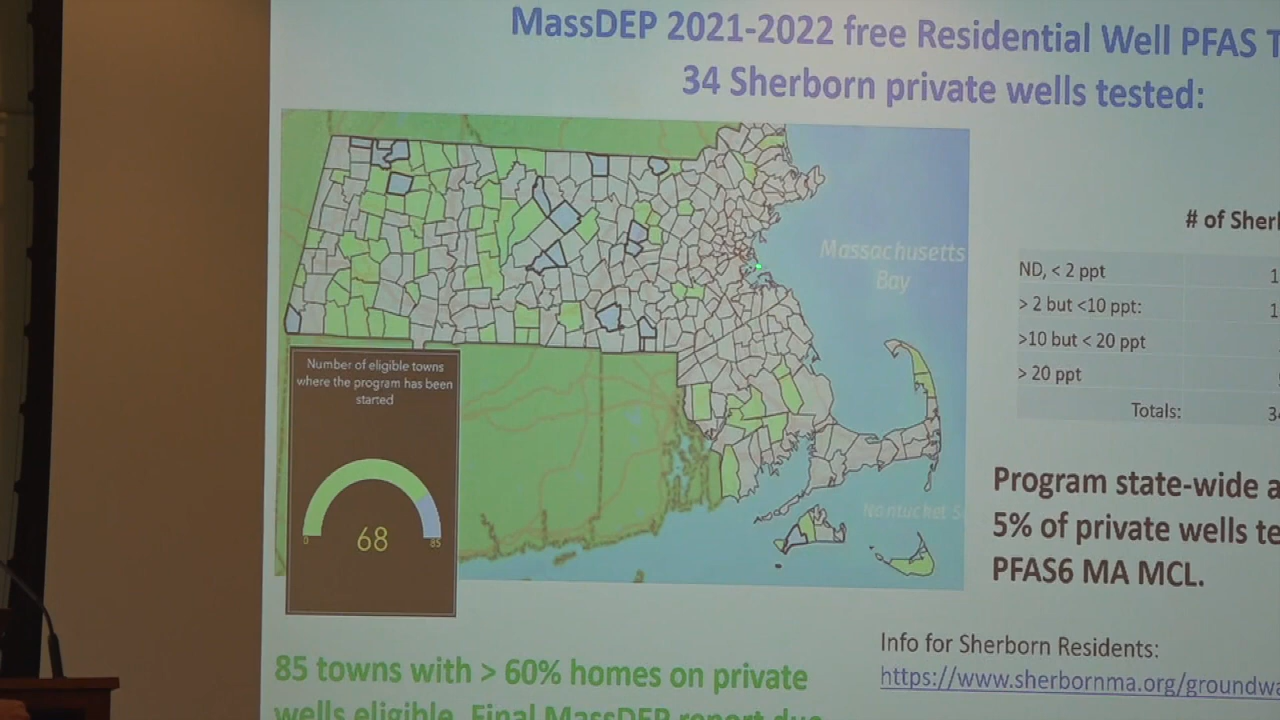 MassDEP 2021-2022 free Residential Well PFAS T
34 Sherborn private wells tested:
Massachusetts
Bay
# of Sherb
ND, < 2 ppt 1
> 2 but <10 ppt: 1
>10 but < 20 ppt
> 20 ppt
Totals: 3
Number of eligible towns
where the program has been
started
0 68 85
Nantucket S
Program state-wide a
5% of private wells te
PFAS6 MA MCL.
Info for Sherborn Residents:
https://www.sherbornma.org/groundwa
85 towns with > 60% homes on private
wells eligible. Final MassDEP report due